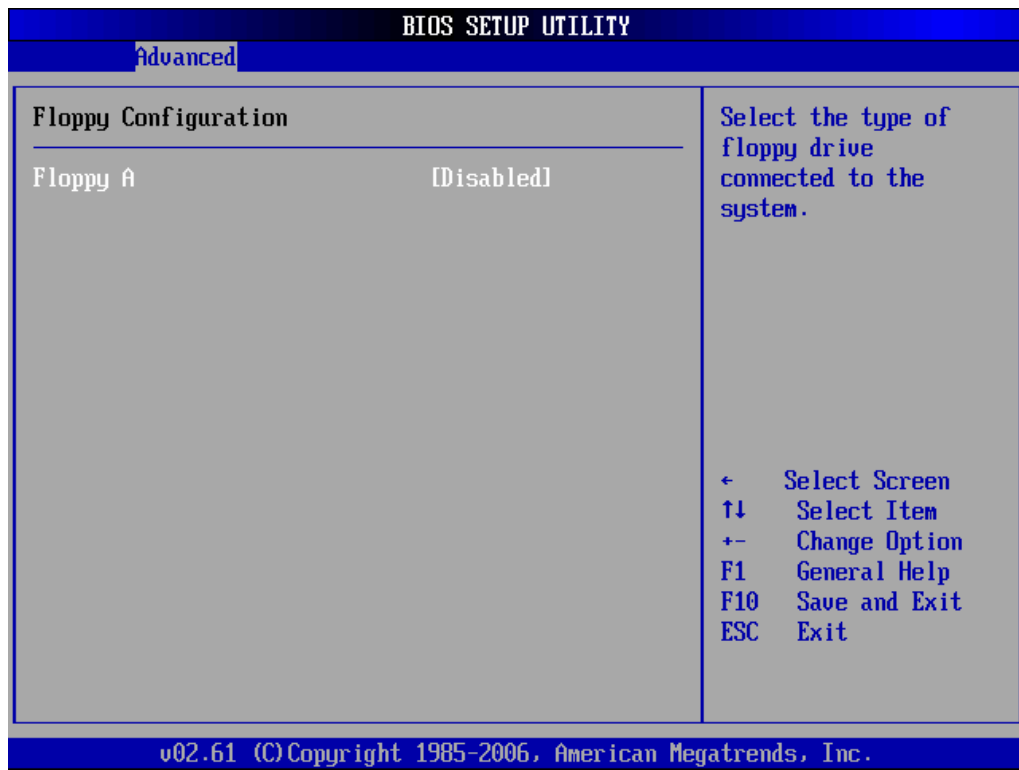 BIOS SETUP UTILITY
Advanced
Floppy Configuration
Floppy A [Disabled]
Select the type of
floppy drive
connected to the
system.
← Select Screen
↑↓ Select Item
+- Change Option
F1 General Help
F10 Save and Exit
ESC Exit
v02.61 (C)Copyright 1985-2006, American Megatrends, Inc.